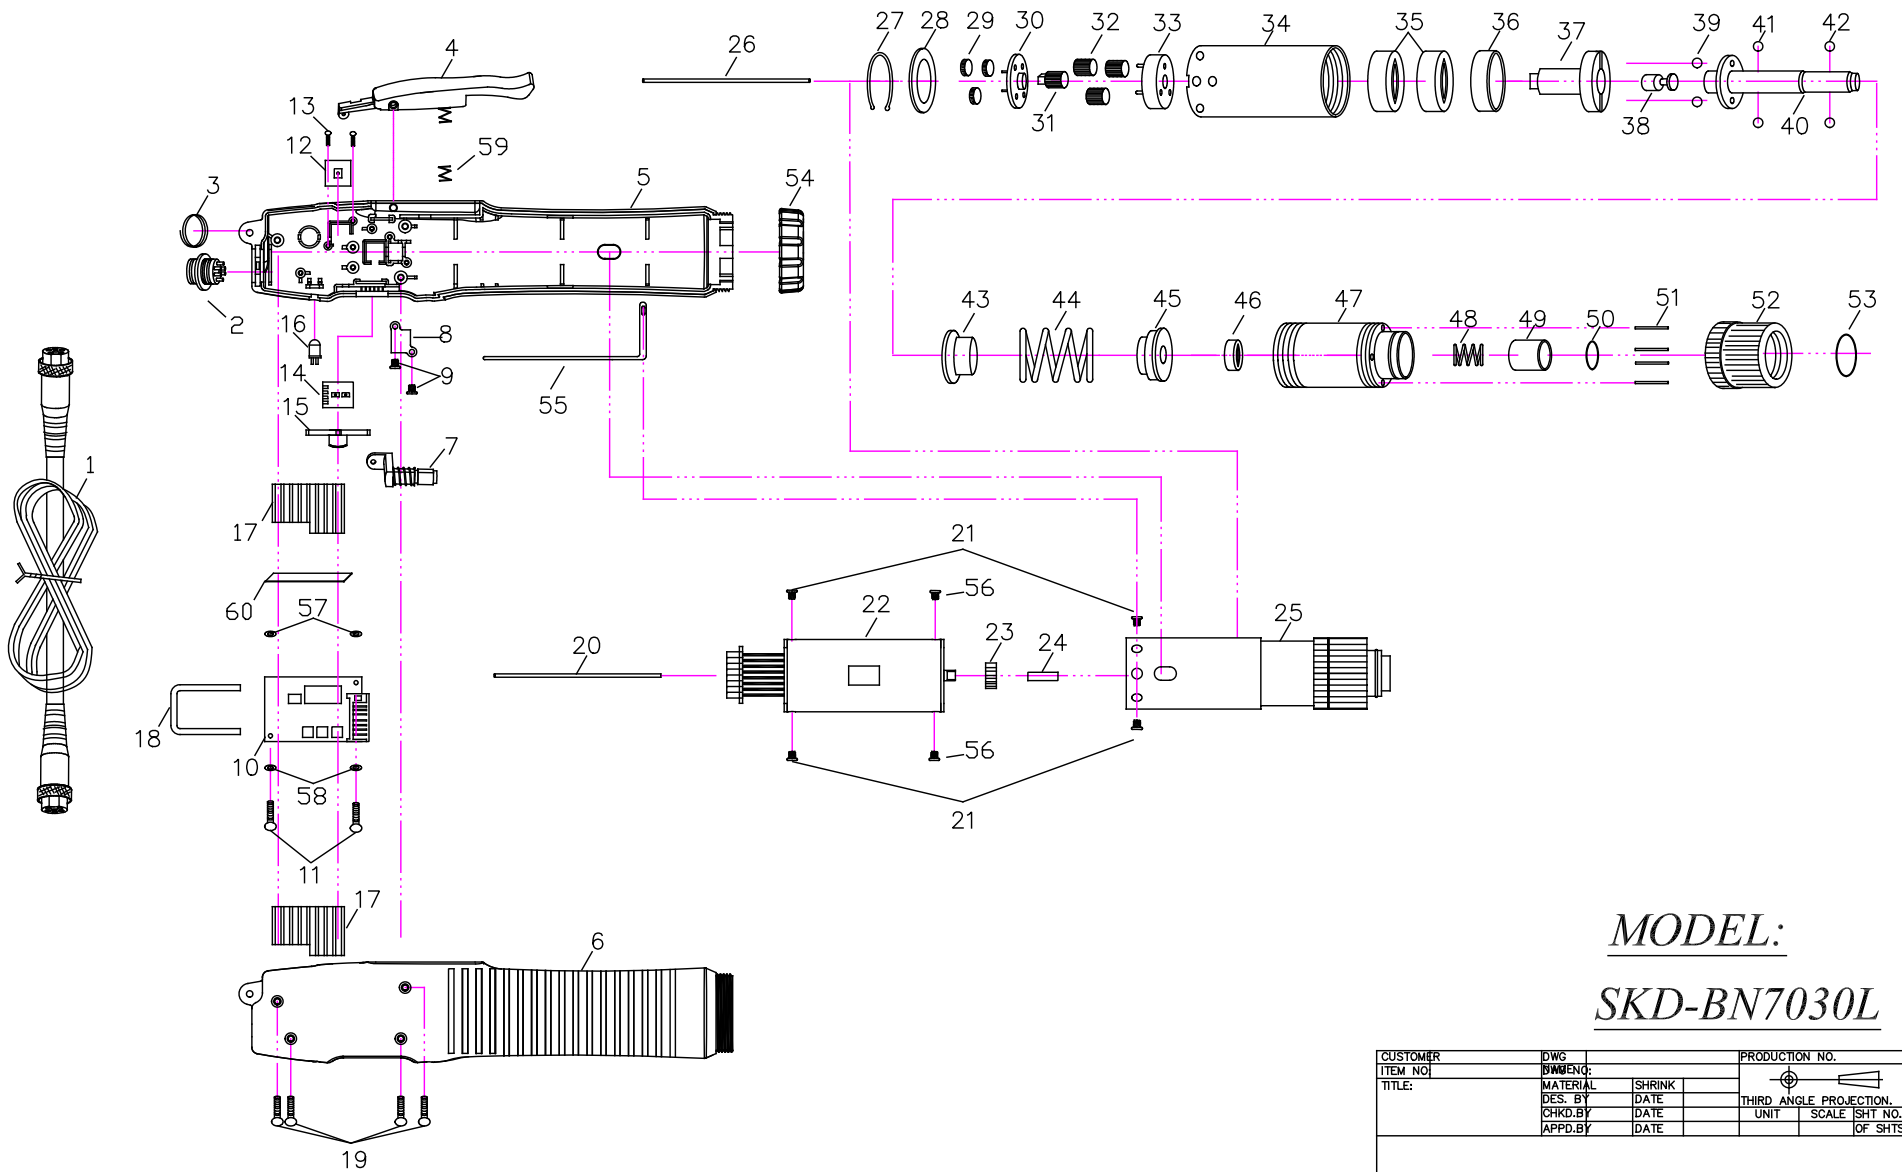 27 28 29 30 32 33 34 35 36 37 39 41 42
4 26
13 31 38 40
12 59
3 5 54
2 16 8 43 44 45 46 47 48 49 50 51 52 53
14 9 55
15
1 7
17 21
60 57 56 22 23 25
20 24
18 10 58 56
21
11
17
6
MODEL:
SKD-BN7030L
19
CUSTOMER DWG NAME PRODUCTION NO.
ITEM NO: DWG NO:
TITLE: MATERIAL SHRINK
DES. BY DATE THIRD ANGLE PROJECTION.
CHKD.BY DATE UNIT SCALE SHT NO.
APPD.BY DATE OF SHTS